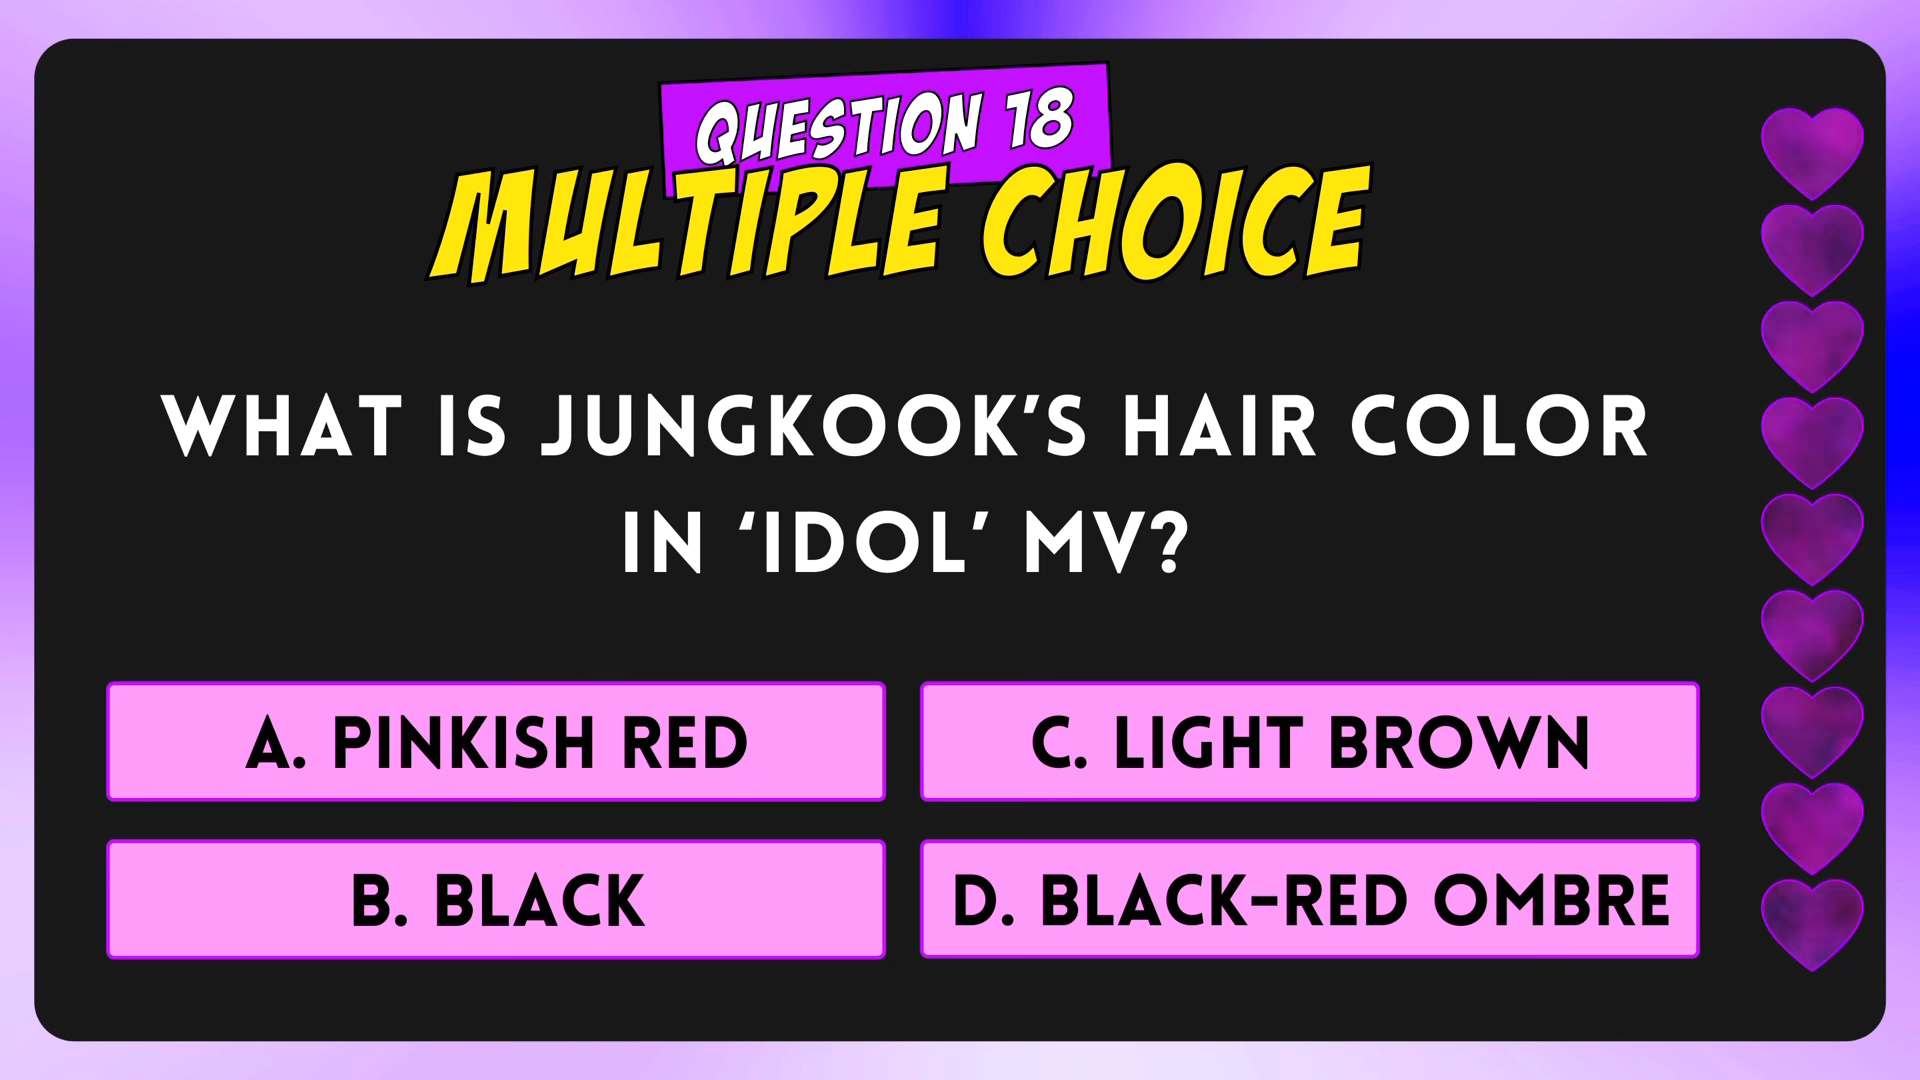 QUESTION 18
MULTIPLE CHOICE
WHAT IS JUNGKOOK’S HAIR COLOR
IN ‘IDOL’ MV?
A. PINKISH RED
C. LIGHT BROWN
B. BLACK
D. BLACK-RED OMBRE